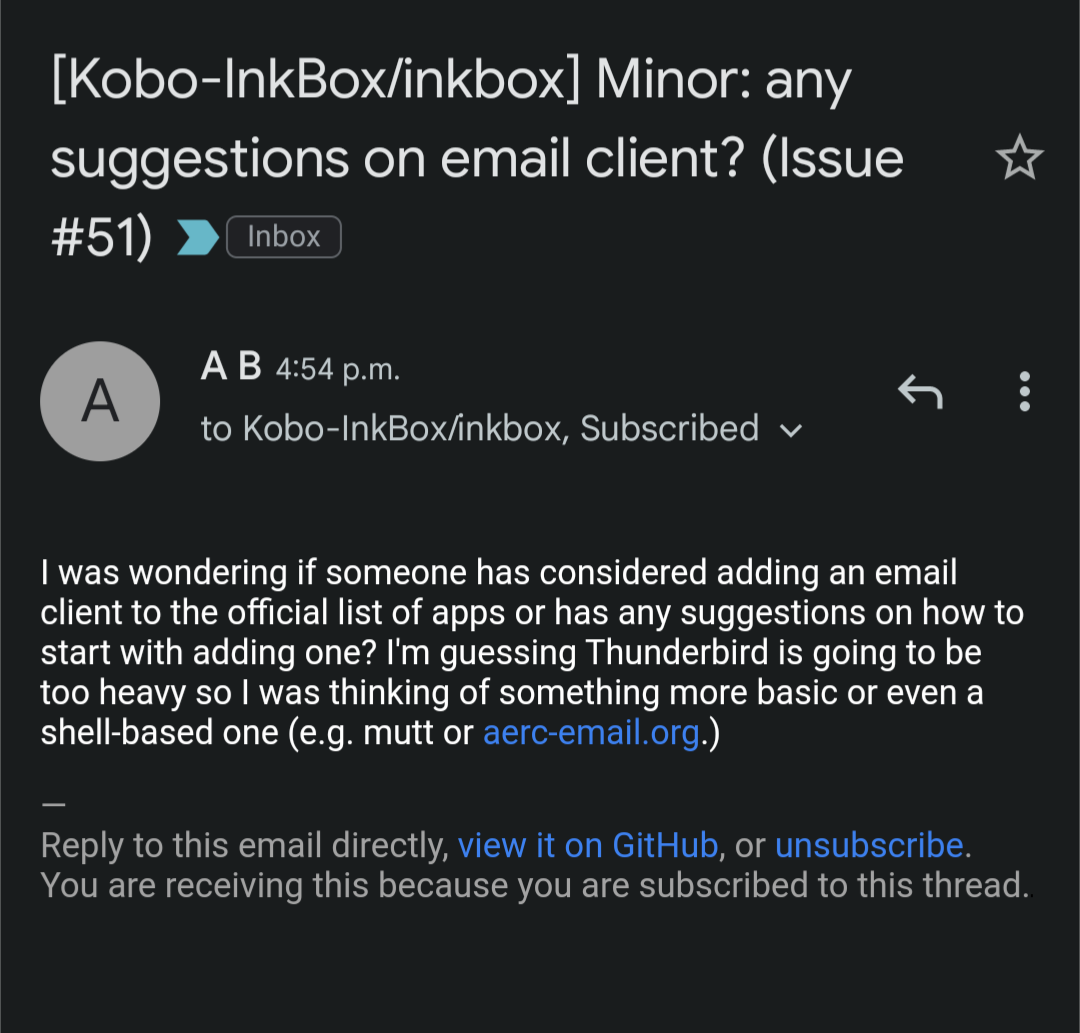 [Kobo-InkBox/inkbox] Minor: any
suggestions on email client? (Issue
#51) Inbox
A
A B 4:54 p.m.
to Kobo-InkBox/inkbox, Subscribed
I was wondering if someone has considered adding an email
client to the official list of apps or has any suggestions on how to
start with adding one? I'm guessing Thunderbird is going to be
too heavy so I was thinking of something more basic or even a
shell-based one (e.g. mutt or aerc-email.org.)
—
Reply to this email directly, view it on GitHub, or unsubscribe.
You are receiving this because you are subscribed to this thread.